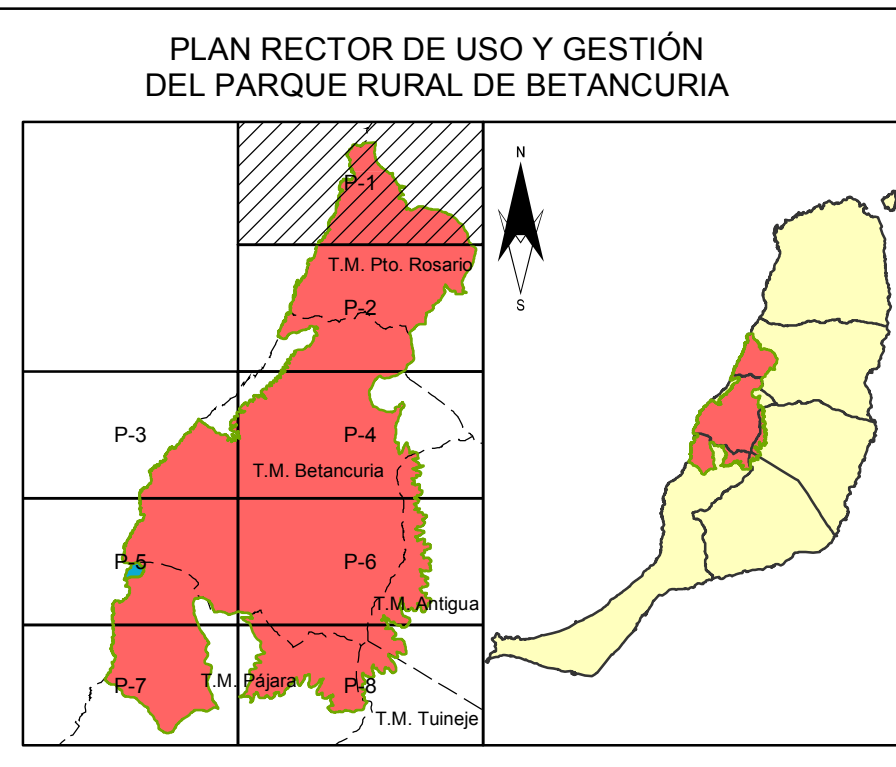 PLAN RECTOR DE USO Y GESTIÓN
DEL PARQUE RURAL DE BETANCURIA
P-1
N
T.M. Pto. Rosario
S
P-2
P-3
P-4
T.M. Betancuria
P-5
P-6
T.M. Antigua
P-7
T.M. Pájara
P-8
T.M. Tuineje